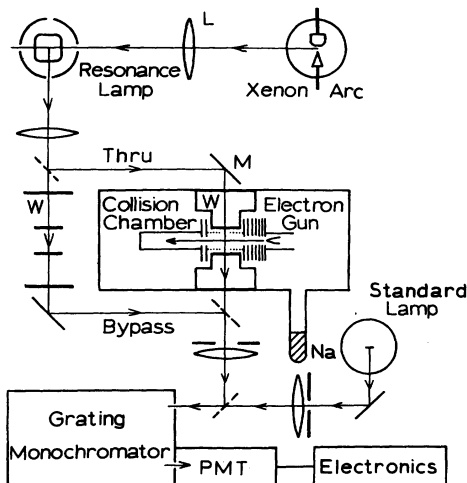 L
Resonance
Lamp
Xenon Arc
Thru
M
W
W
Collision
Chamber
Electron
Gun
Bypass
Standard
Lamp
Na
Grating
Monochromator
PMT
Electronics